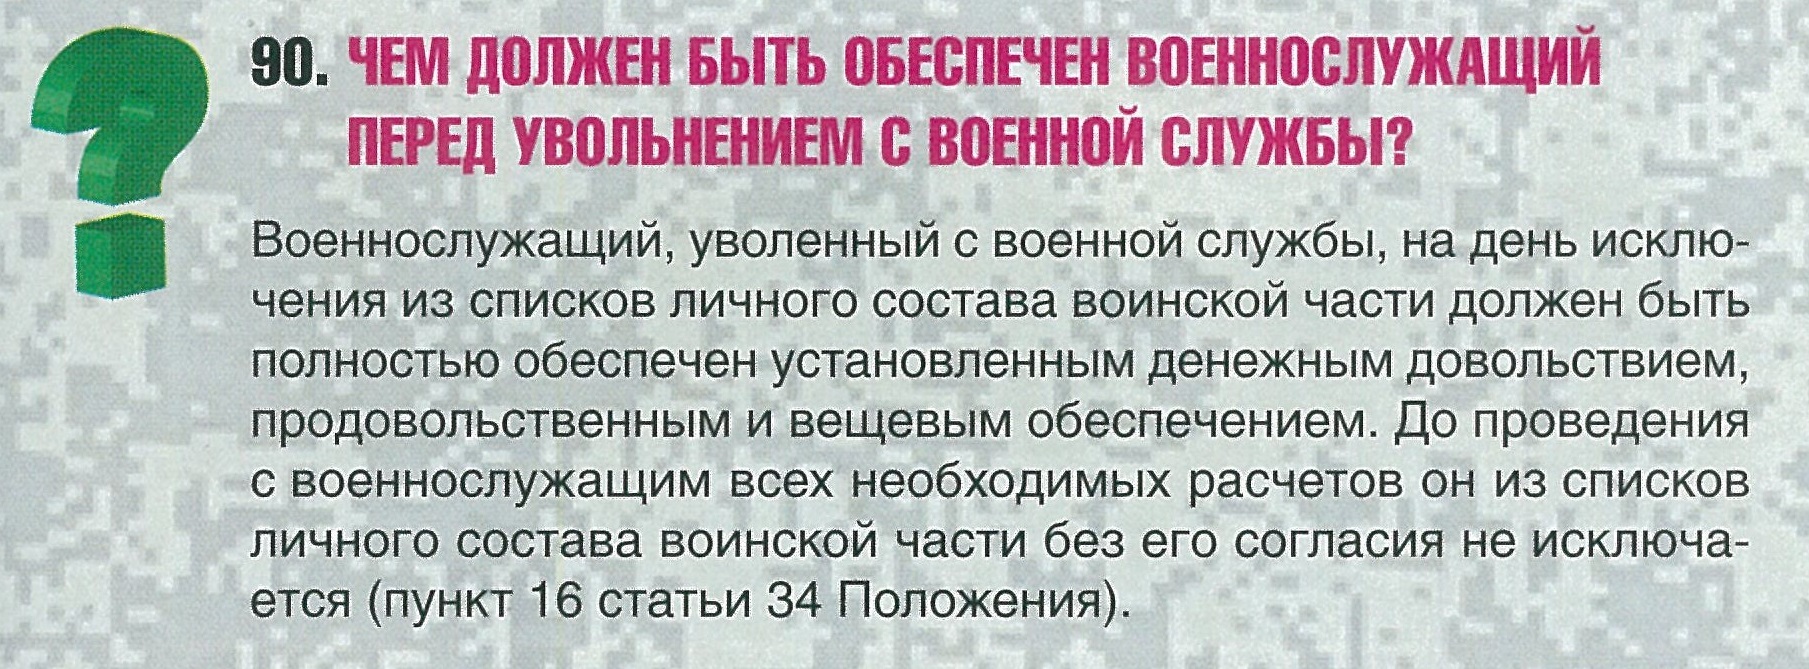 90. ЧЕМ ДОЛЖЕН БЫТЬ ОБЕСПЕЧЕН ВОЕННОСЛУЖАЩИЙ
ПЕРЕД УВОЛЬНЕНИЕМ С ВОЕННОЙ СЛУЖБЫ?
Военнослужащий, уволенный с военной службы, на день исклю-
чения из списков личного состава воинской части должен быть
полностью обеспечен установленным денежным довольствием,
продовольственным и вещевым обеспечением. До проведения
с военнослужащим всех необходимых расчетов он из списков
личного состава воинской части без его согласия не исключа-
ется (пункт 16 статьи 34 Положения).